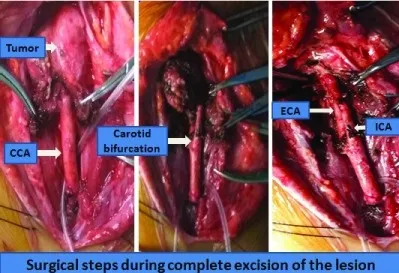 Tumor
CCA
Carotid
bifurcation
ECA
ICA
Surgical steps during complete excision of the lesion